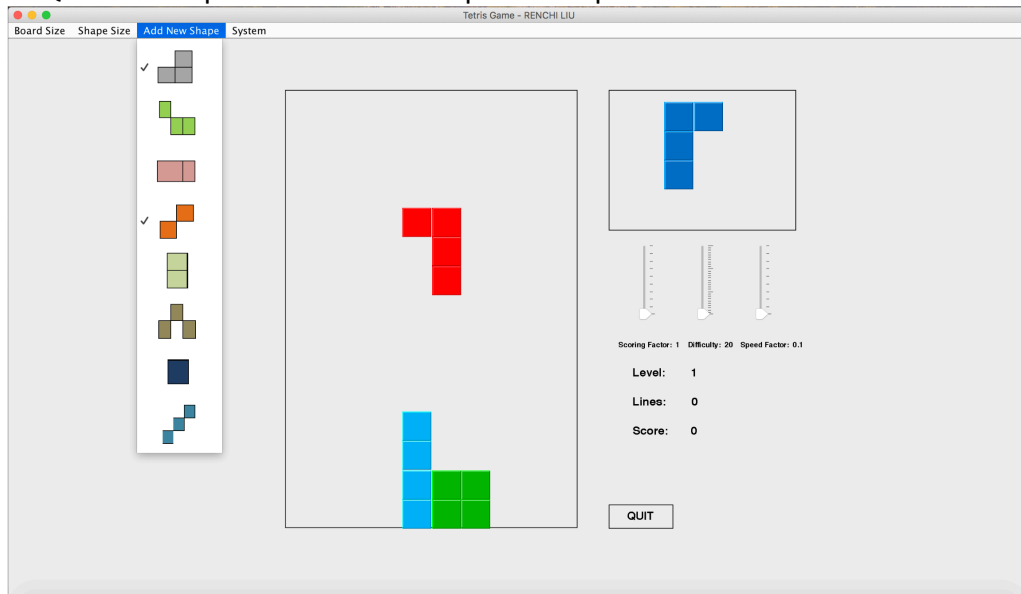 Tetris Game - RENCHI LIU
Board Size Shape Size Add New Shape System
Scoring Factor: 1 Difficulty: 20 Speed Factor: 0.1
Level: 1
Lines: 0
Score: 0
QUIT